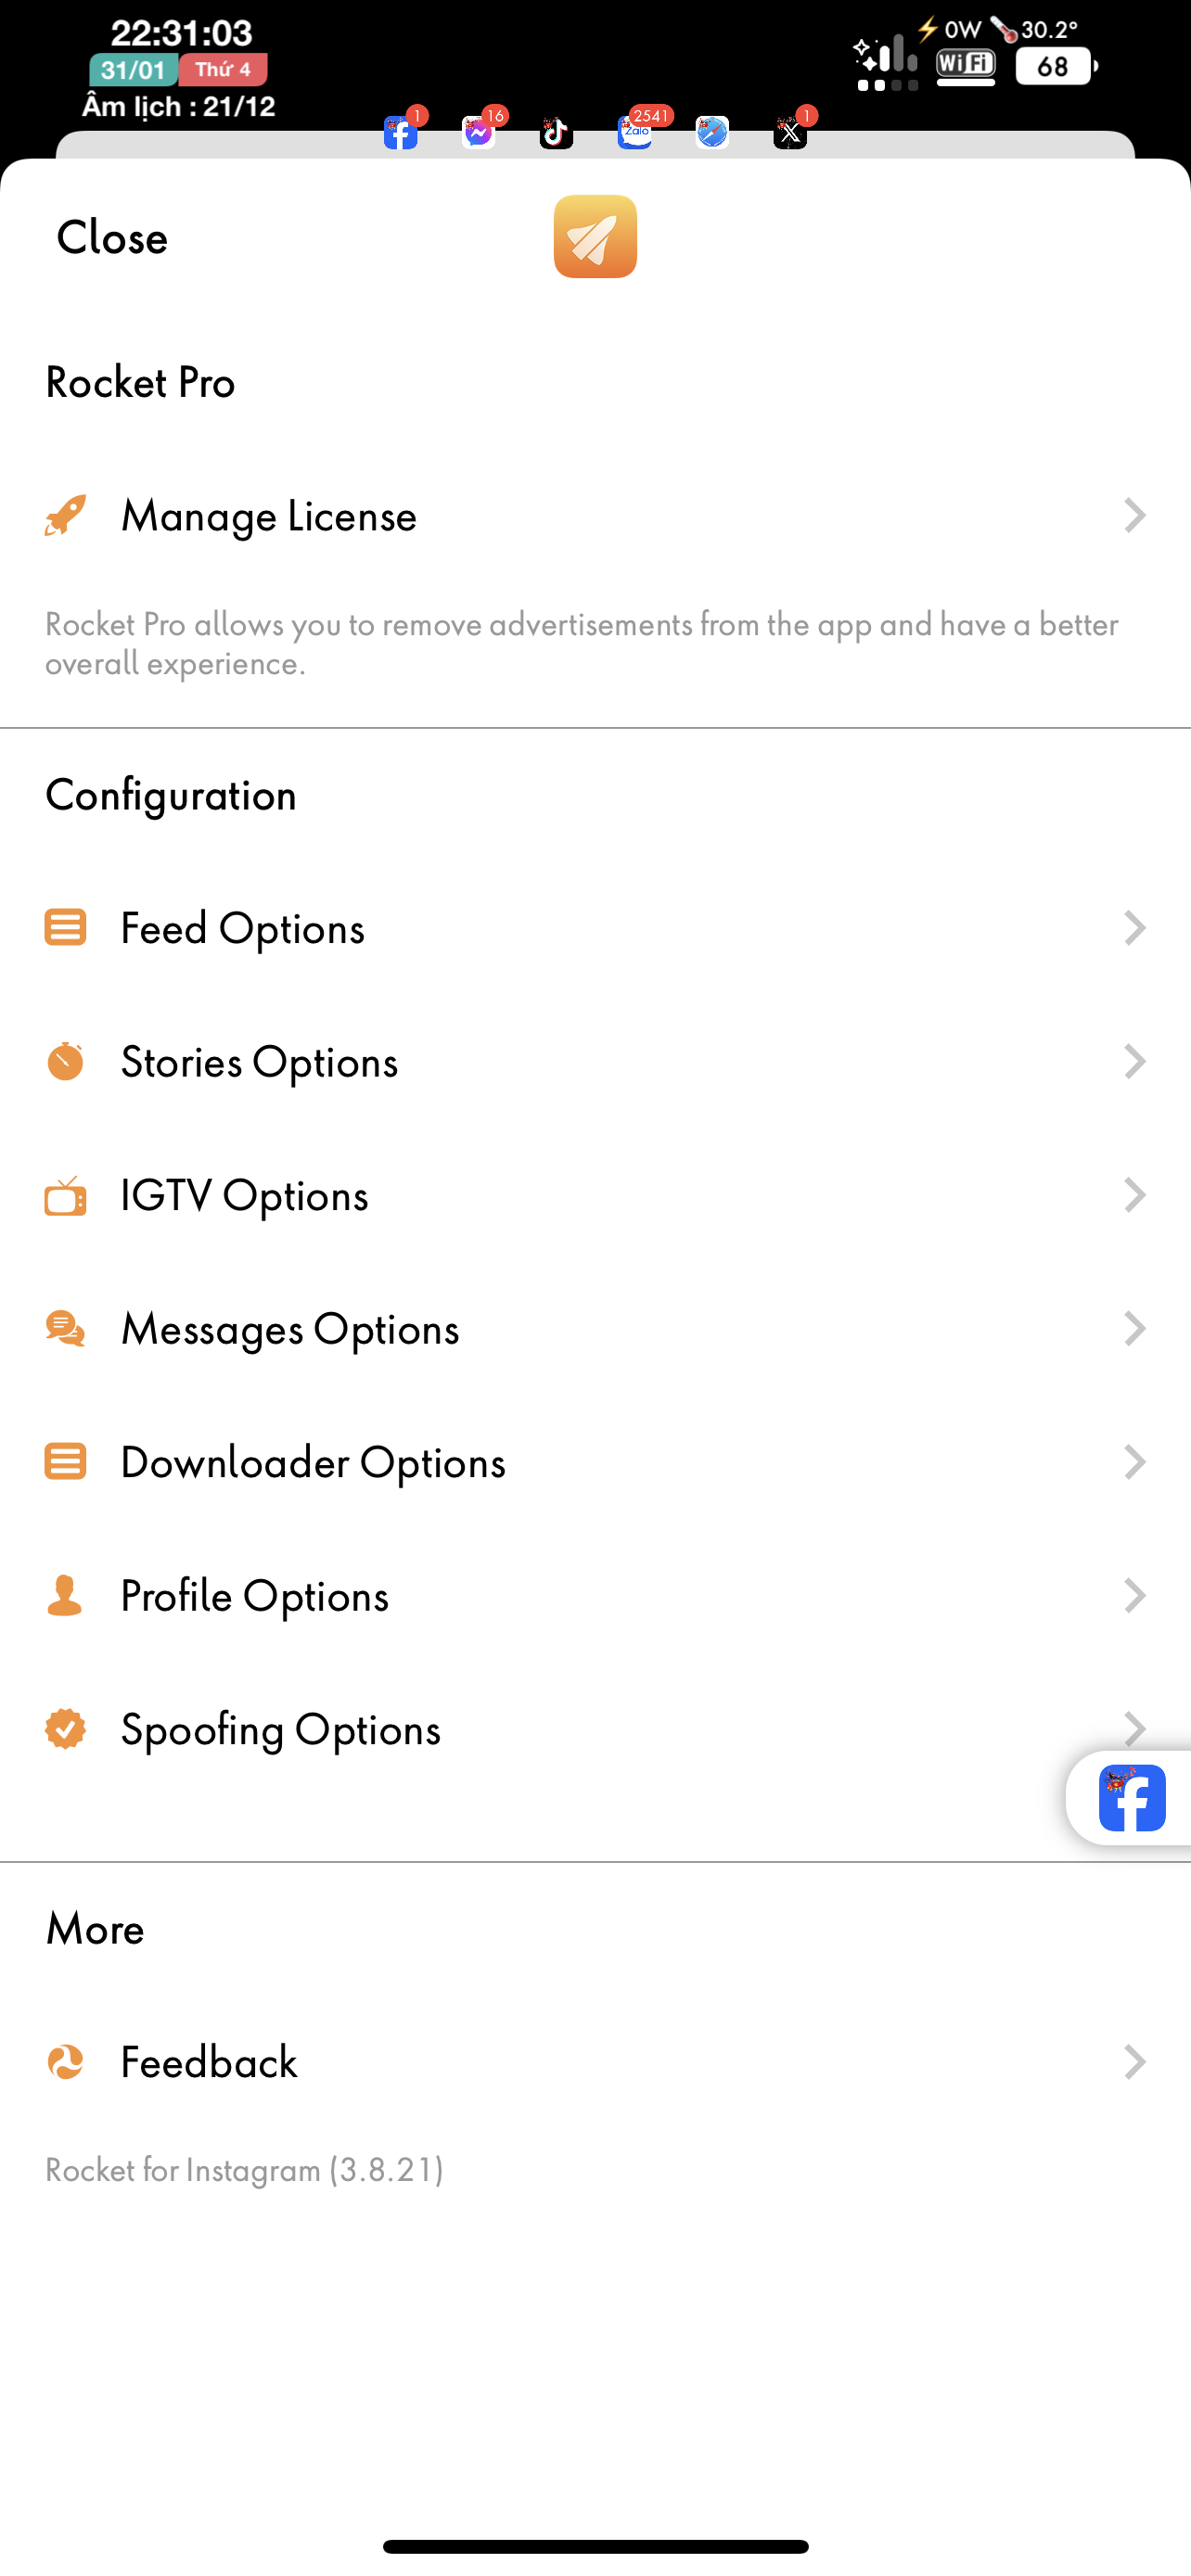 22:31:03
31/01 Thứ 4
Âm lịch : 21/12
0W 30.2°
WiFi 68
1 16 2541 1
Zalo
Close
Rocket Pro
Manage License
Rocket Pro allows you to remove advertisements from the app and have a better
overall experience.
Configuration
Feed Options
Stories Options
IGTV Options
Messages Options
Downloader Options
Profile Options
Spoofing Options
More
Feedback
Rocket for Instagram (3.8.21)